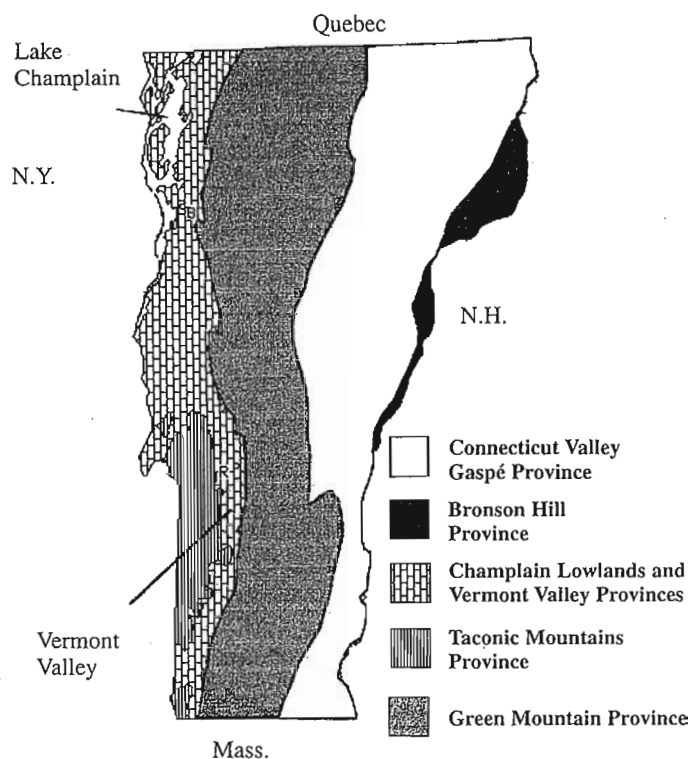 Quebec
Lake
Champlain
N.Y.
B
N.H.
R
Connecticut Valley
Gaspé Province
Bronson Hill
Province
Champlain Lowlands and
Vermont Valley Provinces
Taconic Mountains
Province
Green Mountain Province
Vermont
Valley
Mass.